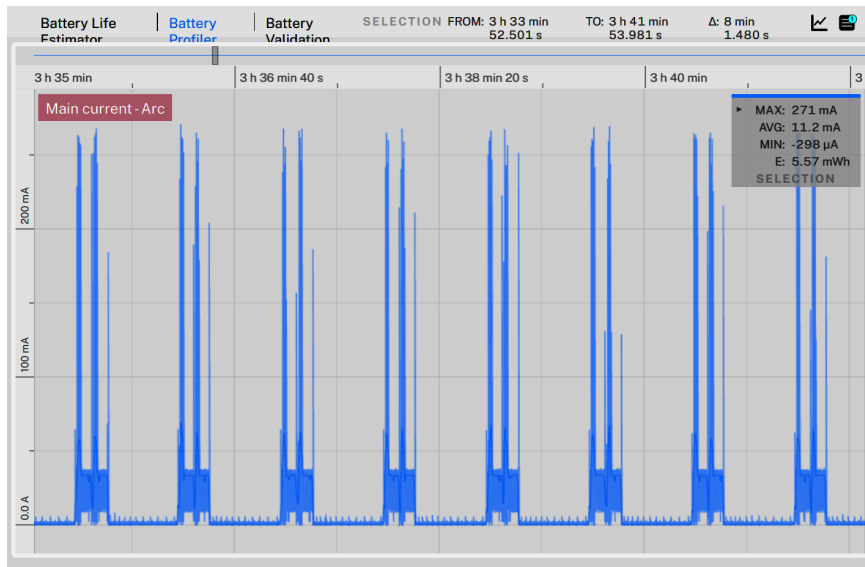 Battery Life
Estimator
Battery
Profiler
Battery
Validation
SELECTION FROM: 3 h 33 min
52.501 s
TO: 3 h 41 min
53.981 s
Δ: 8 min
1.480 s
3 h 35 min
3 h 36 min 40 s
3 h 38 min 20 s
3 h 40 min
3
Main current - Arc
MAX: 271 mA
AVG: 11.2 mA
MIN: -298 µA
E: 5.57 mWh
SELECTION
200 mA
100 mA
0.0 A